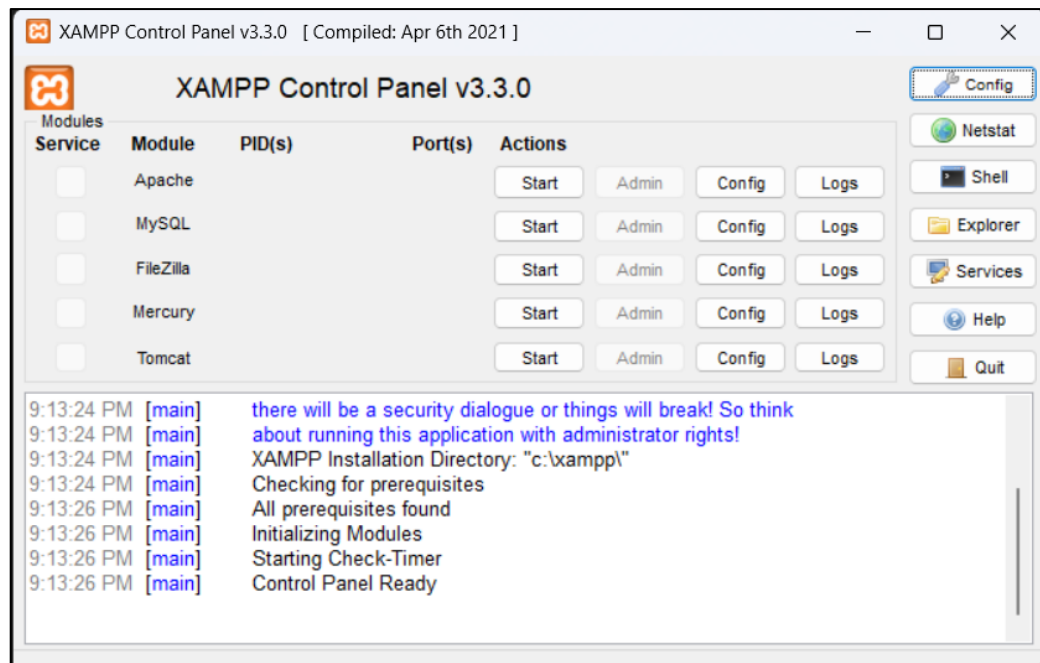 XAMPP Control Panel v3.3.0 [ Compiled: Apr 6th 2021 ]
XAMPP Control Panel v3.3.0
Config
Modules
Service Module PID(s) Port(s) Actions
Netstat
Apache Start Admin Config Logs
Shell
MySQL Start Admin Config Logs
Explorer
FileZilla Start Admin Config Logs
Services
Mercury Start Admin Config Logs
Help
Tomcat Start Admin Config Logs
Quit
9:13:24 PM [main] there will be a security dialogue or things will break! So think
9:13:24 PM [main] about running this application with administrator rights!
9:13:24 PM [main] XAMPP Installation Directory: "c:\xampp\"
9:13:24 PM [main] Checking for prerequisites
9:13:26 PM [main] All prerequisites found
9:13:26 PM [main] Initializing Modules
9:13:26 PM [main] Starting Check-Timer
9:13:26 PM [main] Control Panel Ready